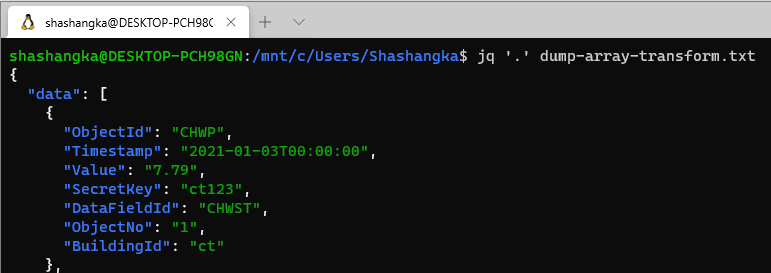 shashangka@DESKTOP-PCH98G
shashangka@DESKTOP-PCH98GN:/mnt/c/Users/Shashangka$ jq '.' dump-array-transform.txt
{
  "data": [
    {
      "ObjectId": "CHWP",
      "Timestamp": "2021-01-03T00:00:00",
      "Value": "7.79",
      "SecretKey": "ct123",
      "DataFieldId": "CHWST",
      "ObjectNo": "1",
      "BuildingId": "ct"
    },